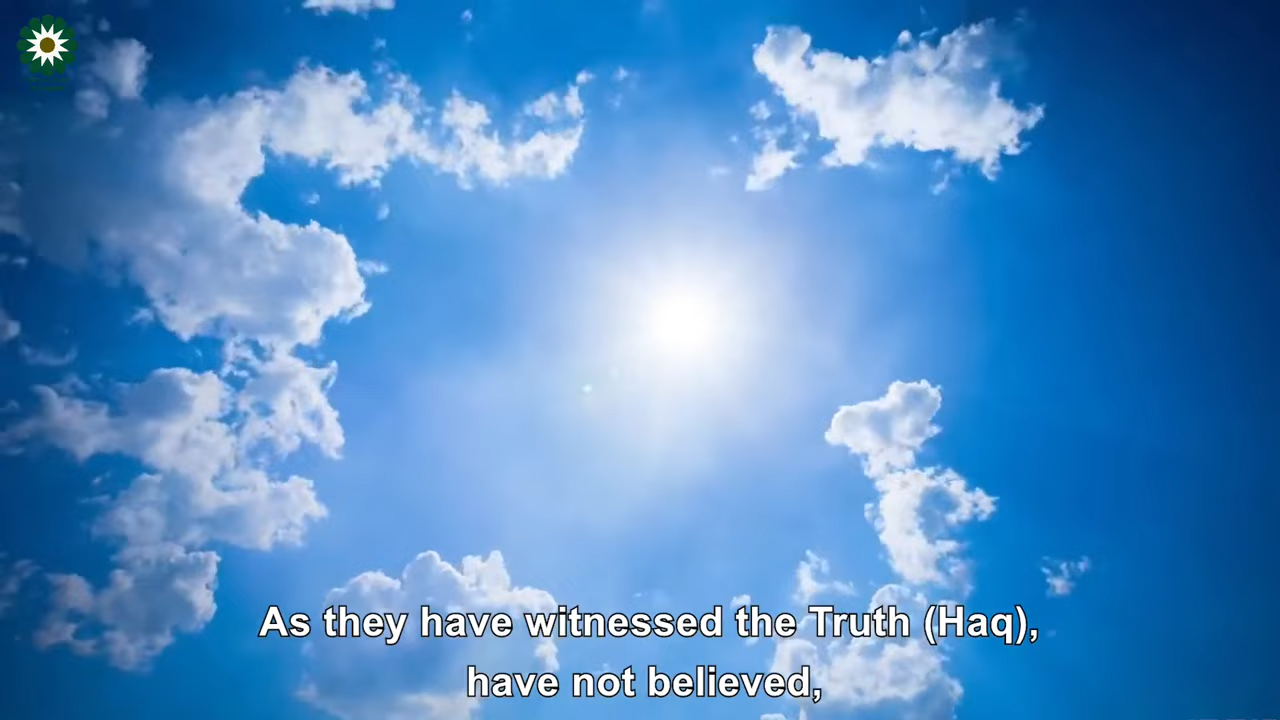 As they have witnessed the Truth (Haq),
have not believed,